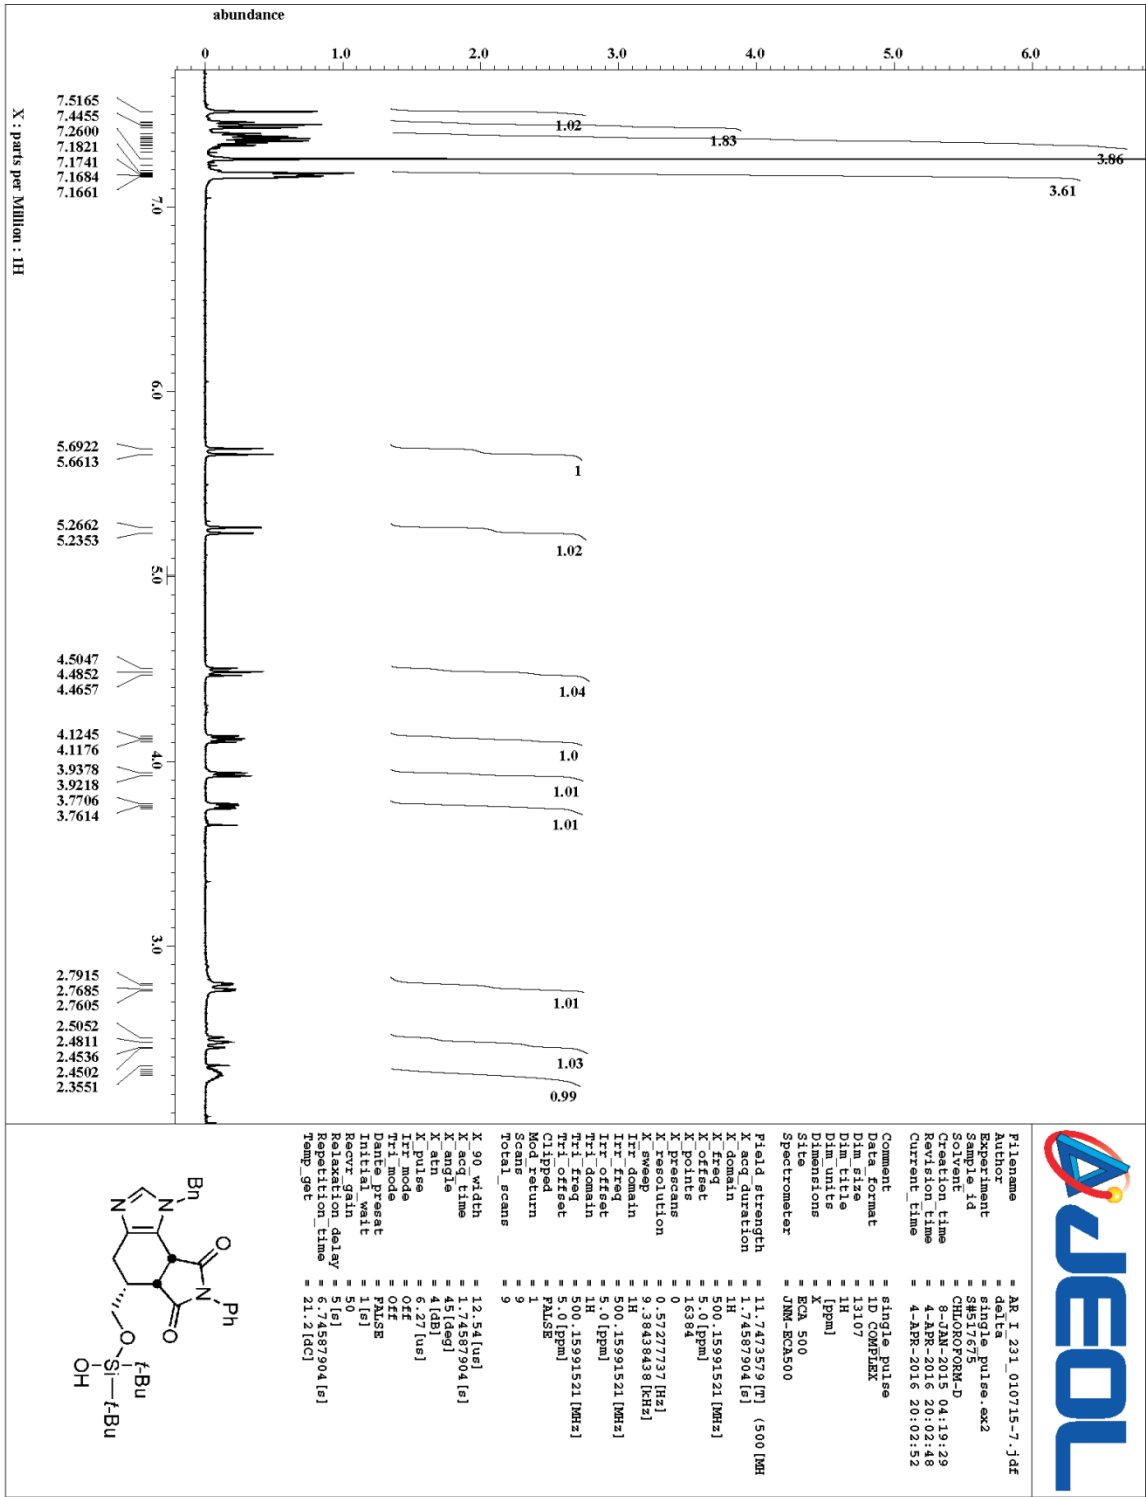 abundance
0 1.0 2.0 3.0 4.0 5.0 6.0
7.5165
7.4455
7.2600
7.1821
7.1741
7.1684
7.1661
5.6922
5.6613
5.2662
5.2353
4.5047
4.4852
4.4657
4.1245
4.1176
3.9378
3.9218
3.7706
3.7614
2.7915
2.7685
2.7605
2.5052
2.4811
2.4536
2.4502
2.3551
7.0
6.0
5.0
4.0
3.0
X : parts per Million : 1H
1.02
1.83
3.86
3.61
1
1.02
1.04
1.0
1.01
1.01
1.01
1.03
0.99
JEOL
Filename = AR_I_231_010715-7.jdf
Author = delta
Experiment = single_pulse.ex2
Sample_id = S#517675
Solvent = CHLOROFORM-D
Creation_time = 8-JAN-2015 04:19:29
Revision_time = 4-APR-2016 20:02:48
Current_time = 4-APR-2016 20:02:52
Comment = single_pulse
Data_format = 1D COMPLEX
Dim_size = 13107
Dim_title = 1H
Dim_units = [ppm]
Dimensions = X
Site = ECA 500
Spectrometer = JNM-ECA500
Field_strength = 11.7473579[T] (500[MH
X_acq_duration = 1.74587904[s]
X_domain = 1H
X_freq = 500.15991521[MHz]
X_offset = 5.0[ppm]
X_points = 16384
X_prescans = 0
X_resolution = 0.57277737[Hz]
X_sweep = 9.38438438[kHz]
Irr_domain = 1H
Irr_freq = 500.15991521[MHz]
Irr_offset = 5.0[ppm]
Tri_domain = 1H
Tri_freq = 500.15991521[MHz]
Tri_offset = 5.0[ppm]
Clipped = FALSE
Mod_return = 1
Scans = 9
Total_scans = 9
X_90_width = 12.54[us]
X_acq_time = 1.74587904[s]
X_angle = 45[deg]
X_atn = 4[dB]
X_pulse = 6.27[us]
Irr_mode = Off
Tri_mode = Off
Dante_presat = FALSE
Initial_wait = 1[s]
Recvr_gain = 50
Relaxation_delay = 5[s]
Repetition_time = 6.74587904[s]
Temp_get = 21.2[dC]
Bn
N
N
O
N
Ph
O
O
t-Bu
Si
t-Bu
OH